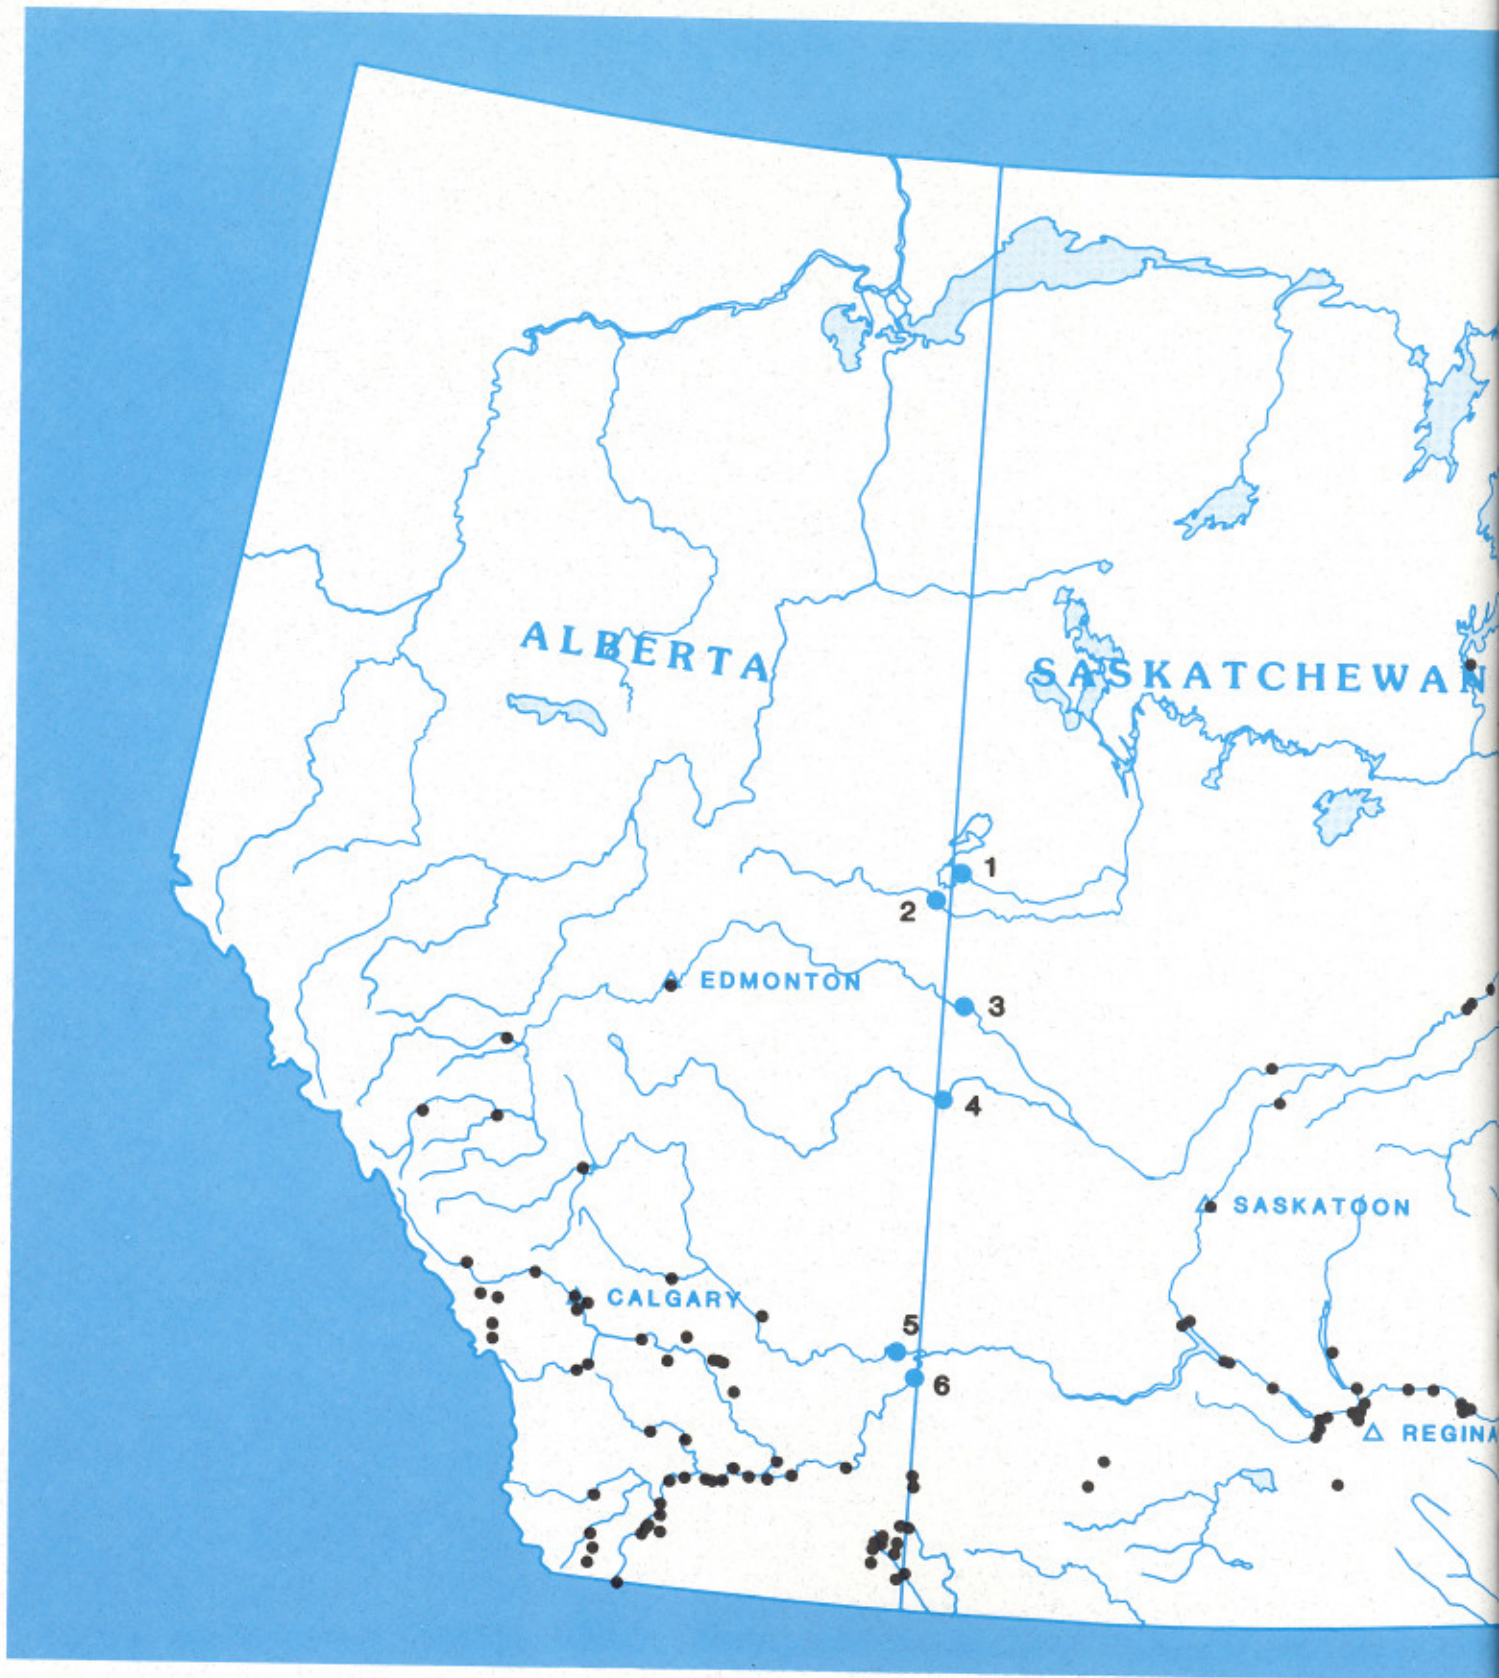 ALBERTA
SASKATCHEWAN
1
2
EDMONTON
3
4
SASKATOON
CALGARY
5
6
REGINA